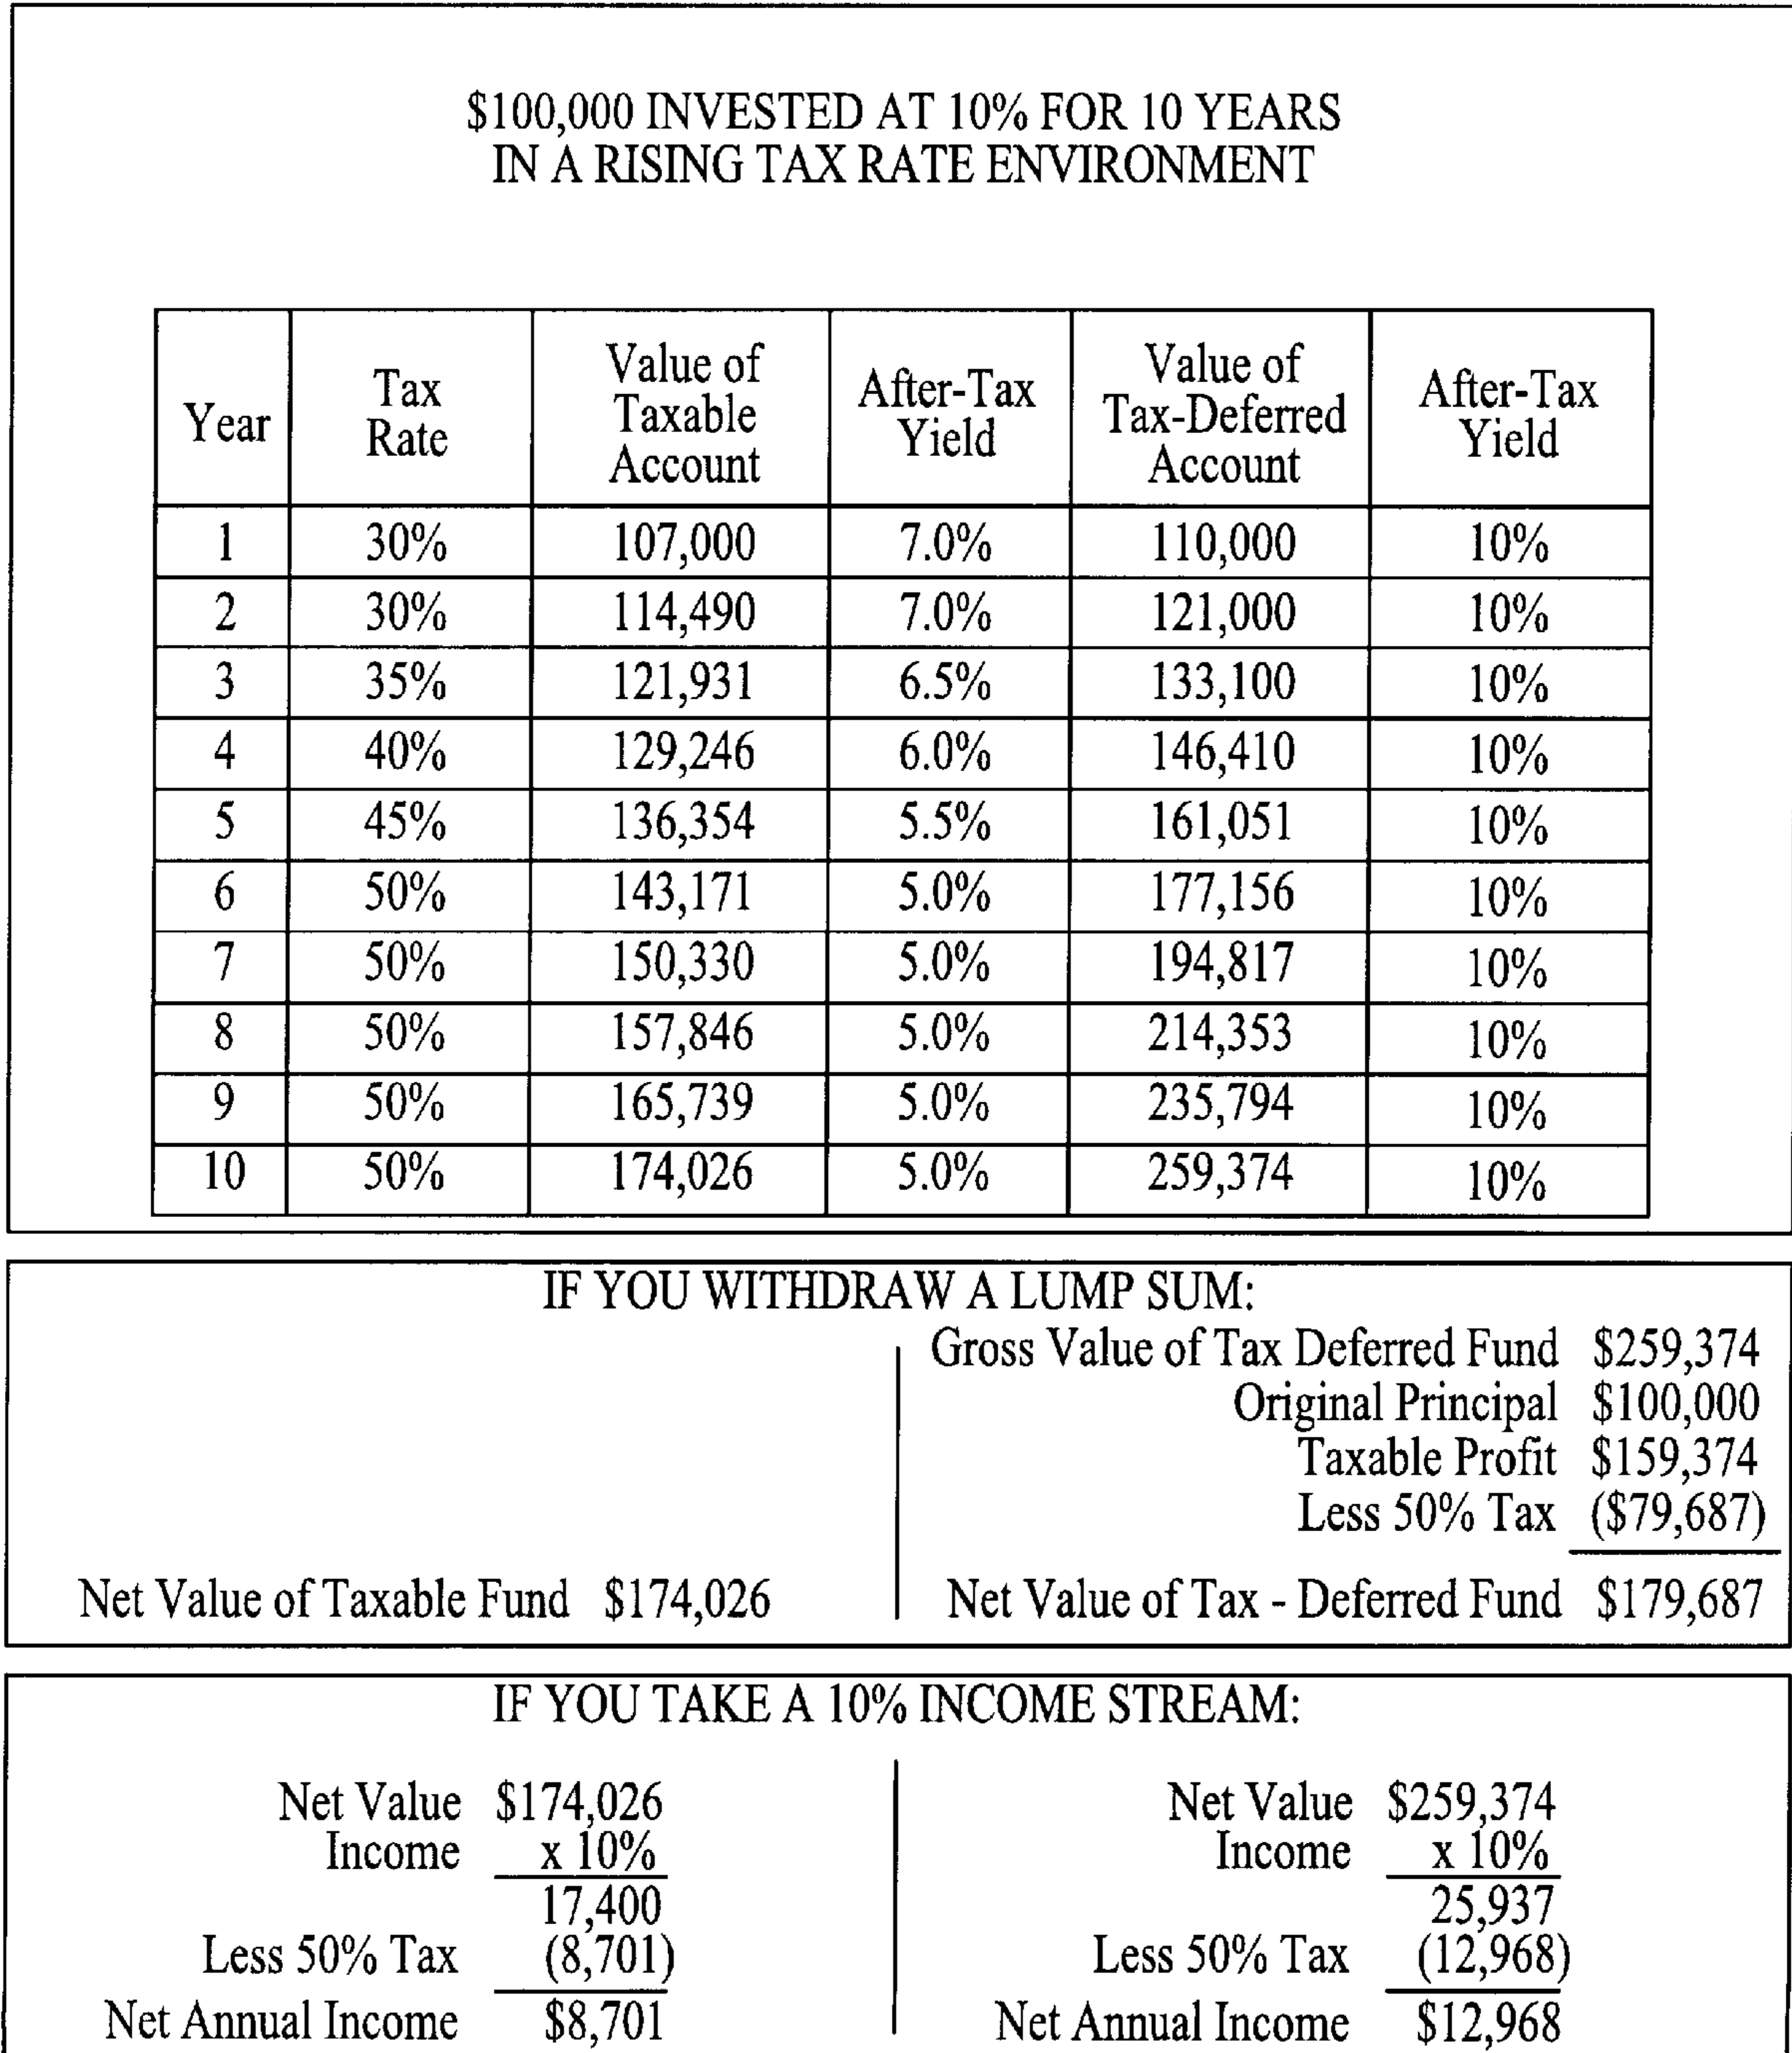 $100,000 INVESTED AT 10% FOR 10 YEARS
IN A RISING TAX RATE ENVIRONMENT
Year Tax Rate Value of Taxable Account After-Tax Yield Value of Tax-Deferred Account After-Tax Yield
1 30% 107,000 7.0% 110,000 10%
2 30% 114,490 7.0% 121,000 10%
3 35% 121,931 6.5% 133,100 10%
4 40% 129,246 6.0% 146,410 10%
5 45% 136,354 5.5% 161,051 10%
6 50% 143,171 5.0% 177,156 10%
7 50% 150,330 5.0% 194,817 10%
8 50% 157,846 5.0% 214,353 10%
9 50% 165,739 5.0% 235,794 10%
10 50% 174,026 5.0% 259,374 10%
IF YOU WITHDRAW A LUMP SUM:
Gross Value of Tax Deferred Fund $259,374
Original Principal $100,000
Taxable Profit $159,374
Less 50% Tax ($79,687)
Net Value of Taxable Fund $174,026
Net Value of Tax - Deferred Fund $179,687
IF YOU TAKE A 10% INCOME STREAM:
Net Value $174,026
Income x 10%
17,400
Less 50% Tax (8,701)
Net Annual Income $8,701
Net Value $259,374
Income x 10%
25,937
Less 50% Tax (12,968)
Net Annual Income $12,968